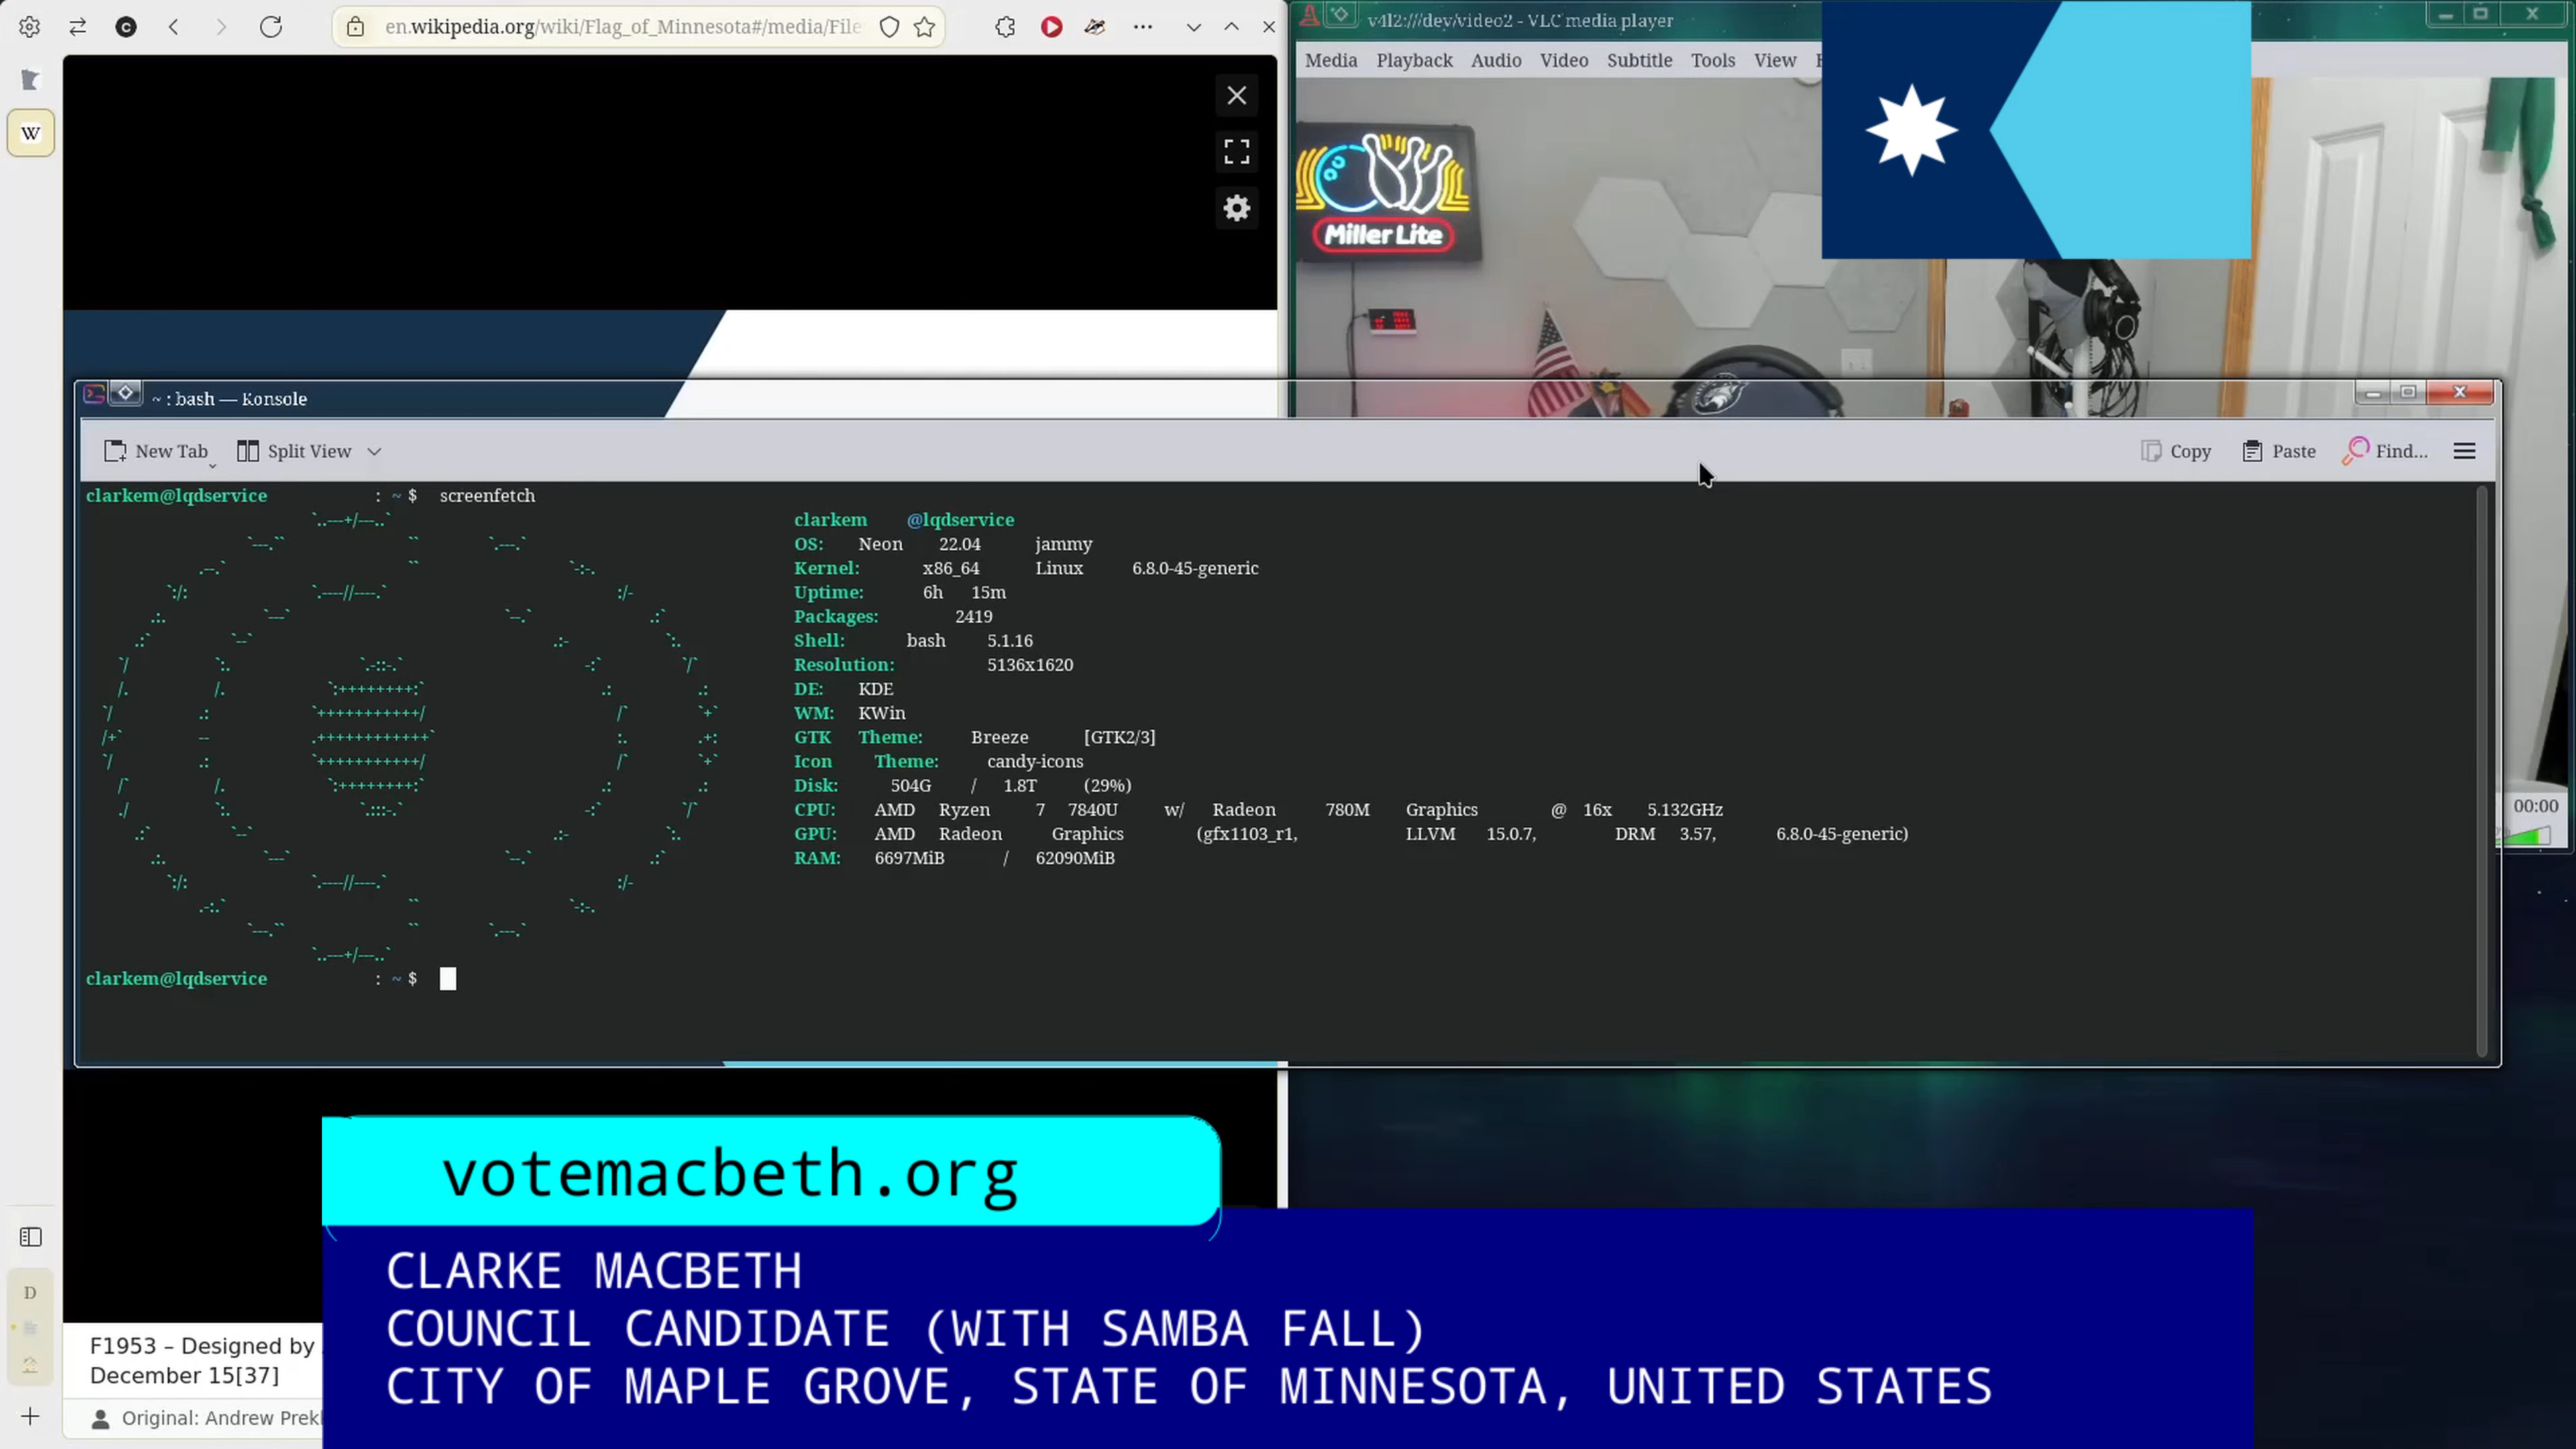 en.wikipedia.org/wiki/Flag_of_Minnesota#/media/File
W
v4l2:///dev/video2 - VLC media player
Media Playback Audio Video Subtitle Tools View
Miller Lite
~ : bash — Konsole
New Tab Split View Copy Paste Find...
clarkem@lqdservice : ~ $ screenfetch
clarkem @lqdservice
OS: Neon 22.04 jammy
Kernel: x86_64 Linux 6.8.0-45-generic
Uptime: 6h 15m
Packages: 2419
Shell: bash 5.1.16
Resolution: 5136x1620
DE: KDE
WM: KWin
GTK Theme: Breeze [GTK2/3]
Icon Theme: candy-icons
Disk: 504G / 1.8T (29%)
CPU: AMD Ryzen 7 7840U w/ Radeon 780M Graphics @ 16x 5.132GHz
GPU: AMD Radeon Graphics (gfx1103_r1, LLVM 15.0.7, DRM 3.57, 6.8.0-45-generic)
RAM: 6697MiB / 62090MiB
clarkem@lqdservice : ~ $
00:00
votemacbeth.org
CLARKE MACBETH
COUNCIL CANDIDATE (WITH SAMBA FALL)
CITY OF MAPLE GROVE, STATE OF MINNESOTA, UNITED STATES
D
F1953 – Designed by
December 15[37]
Original: Andrew Prek